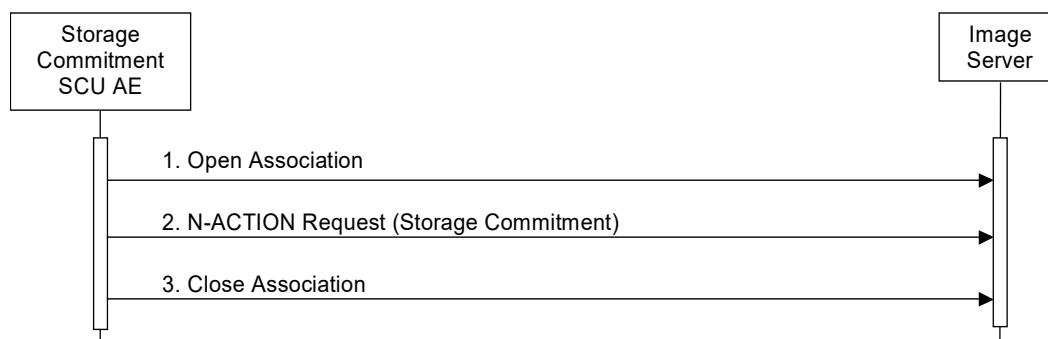 Storage
Commitment
SCU AE
Image
Server
1. Open Association
2. N-ACTION Request (Storage Commitment)
3. Close Association